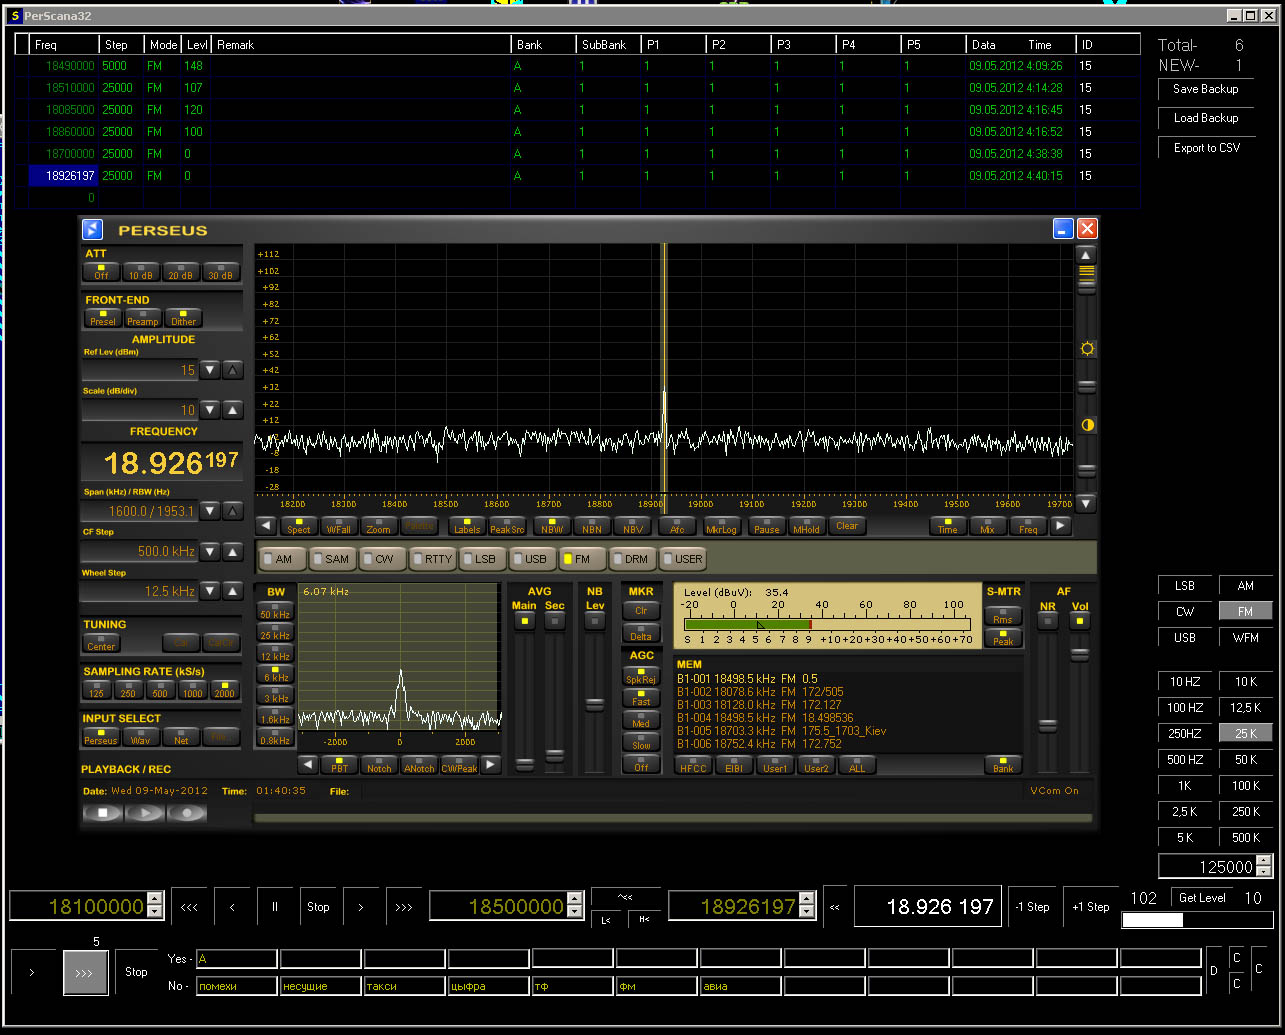 PerScana32
Freq Step Mode Levl Remark Bank SubBank P1 P2 P3 P4 P5 Data Time ID
18490000 5000 FM 148 A 1 1 1 1 1 1 09.05.2012 4:09:26 15
18510000 25000 FM 107 A 1 1 1 1 1 1 09.05.2012 4:14:28 15
18085000 25000 FM 120 A 1 1 1 1 1 1 09.05.2012 4:16:45 15
18860000 25000 FM 100 A 1 1 1 1 1 1 09.05.2012 4:16:52 15
18700000 25000 FM 0 A 1 1 1 1 1 1 09.05.2012 4:38:38 15
18926197 25000 FM 0 A 1 1 1 1 1 1 09.05.2012 4:40:15 15
0
Total- 6
NEW- 1
Save Backup
Load Backup
Export to CSV
PERSEUS
ATT
Off 10 dB 20 dB 30 dB
FRONT-END
Presel Preamp Dither
AMPLITUDE
Ref Lev (dBm)
15
Scale (dB/div)
10
FREQUENCY
18.926197
Span (kHz) / RBW (Hz)
1600.0 / 1953.1
CF Step
500.0 kHz
Wheel Step
12.5 kHz
TUNING
Center
SAMPLING RATE (kS/s)
125 250 500 1000 2000
INPUT SELECT
Perseus Wav Net
PLAYBACK / REC
Date: Wed 09-May-2012 Time: 01:40:35 File: VCom On
+112
+102
+92
+82
+72
+62
+52
+42
+32
+22
+12
-8
-18
-28
18200 18300 18400 18500 18600 18700 18800 18900 19000 19100 19200 19300 19400 19500 19600 19700
Spect WFall Zoom Labels PeakSrc NBW NBN NBV Afc MkrLog Pause MHold Clear Time Mix Freq
AM SAM CW RTTY LSB USB FM DRM USER
BW
50 kHz
25 kHz
12 kHz
6 kHz
3 kHz
1.6kHz
0.8kHz
6.07 kHz
-2000 0 2000
PBT Notch ANotch CWPeak
AVG
Main Sec
NB
Lev
MKR
Clr
Delta
AGC
SpkRej
Fast
Med
Slow
Off
Level (dBuV): 35.4
-20 0 20 40 60 80 100
S 1 2 3 4 5 6 7 8 9 +10+20+30+40+50+60+70
S-MTR
Rms
Peak
AF
NR Vol
MEM
B1-001 18498.5 kHz FM 0.5
B1-002 18078.6 kHz FM 172/505
B1-003 18128.0 kHz FM 172.127
B1-004 18498.5 kHz FM 18.498536
B1-005 18703.3 kHz FM 175.5_1703_Kiev
B1-006 18752.4 kHz FM 172.752
HFCC EIBI User1 User2 ALL Bank
LSB AM
CW FM
USB WFM
10 HZ 10 K
100 HZ 12,5 K
250HZ 25 K
500 HZ 50 K
1K 100 K
2,5 K 250 K
5 K 500 K
125000
18100000 <<< < II Stop > >>> 18500000 ^<< L< H< 18926197 << 18.926 197 -1 Step +1 Step 102 Get Level 10
5
> >>> Stop
Yes - A
No - помехи несущие такси цыфра тф фм авиа
D C C C